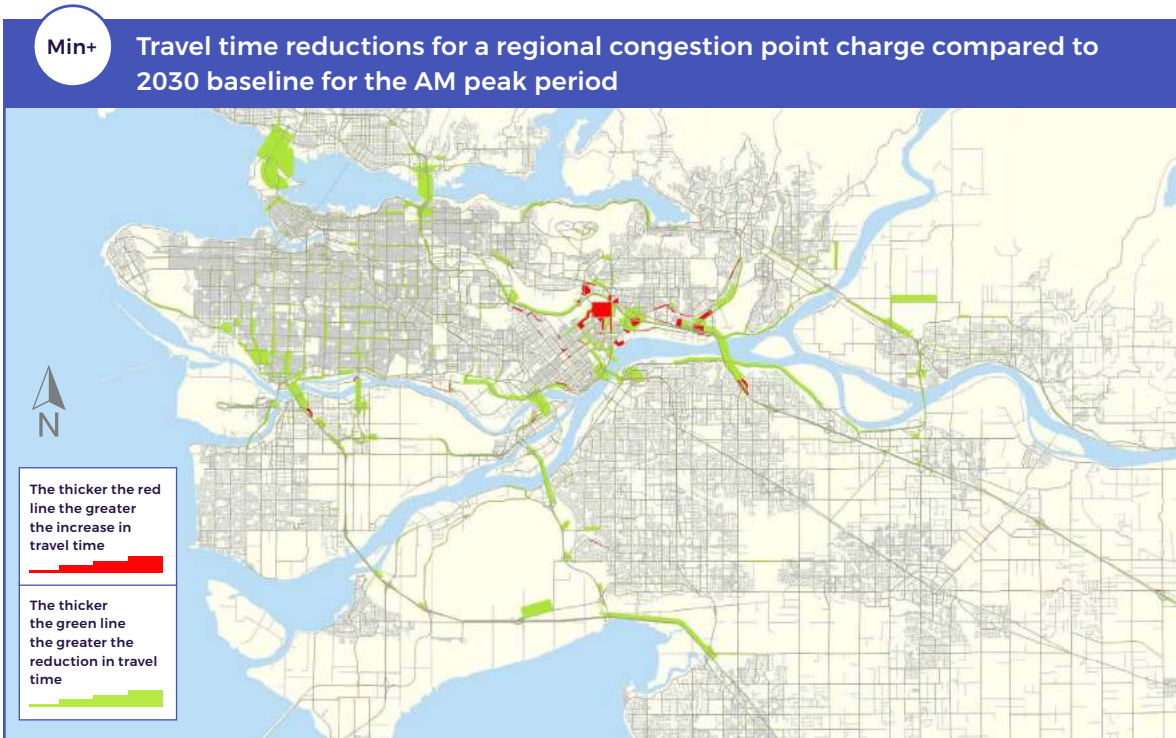 Min+
Travel time reductions for a regional congestion point charge compared to
2030 baseline for the AM peak period
N
The thicker the red
line the greater
the increase in
travel time
The thicker
the green line
the greater the
reduction in travel
time